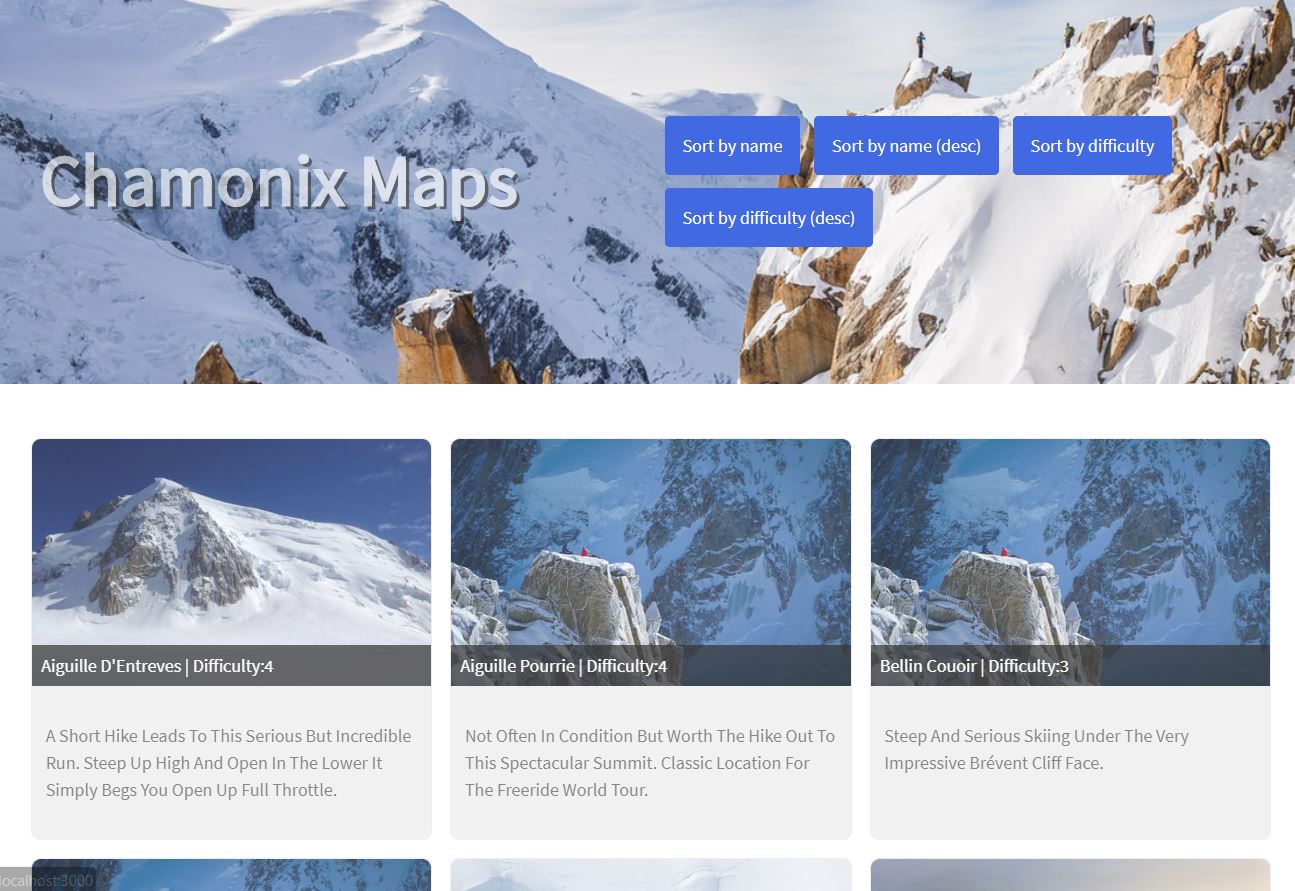 Chamonix Maps
Sort by name
Sort by name (desc)
Sort by difficulty
Sort by difficulty (desc)
Aiguille D'Entreves | Difficulty:4
A Short Hike Leads To This Serious But Incredible
Run. Steep Up High And Open In The Lower It
Simply Begs You Open Up Full Throttle.
Aiguille Pourrie | Difficulty:4
Not Often In Condition But Worth The Hike Out To
This Spectacular Summit. Classic Location For
The Freeride World Tour.
Bellin Couoir | Difficulty:3
Steep And Serious Skiing Under The Very
Impressive Brévent Cliff Face.
localhost:3000